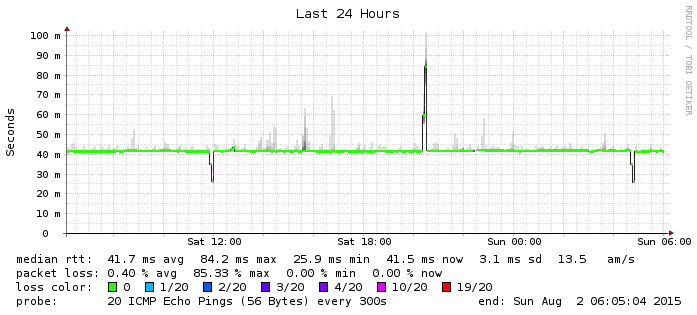 Last 24 Hours
RRDTOOL / TOBI OETIKER
Seconds
100 m
90 m
80 m
70 m
60 m
50 m
40 m
30 m
20 m
10 m
0
Sat 12:00 Sat 18:00 Sun 00:00 Sun 06:00
median rtt: 41.7 ms avg 84.2 ms max 25.9 ms min 41.5 ms now 3.1 ms sd 13.5 am/s
packet loss: 0.40 % avg 85.33 % max 0.00 % min 0.00 % now
loss color: 0 1/20 2/20 3/20 4/20 10/20 19/20
probe: 20 ICMP Echo Pings (56 Bytes) every 300s end: Sun Aug 2 06:05:04 2015